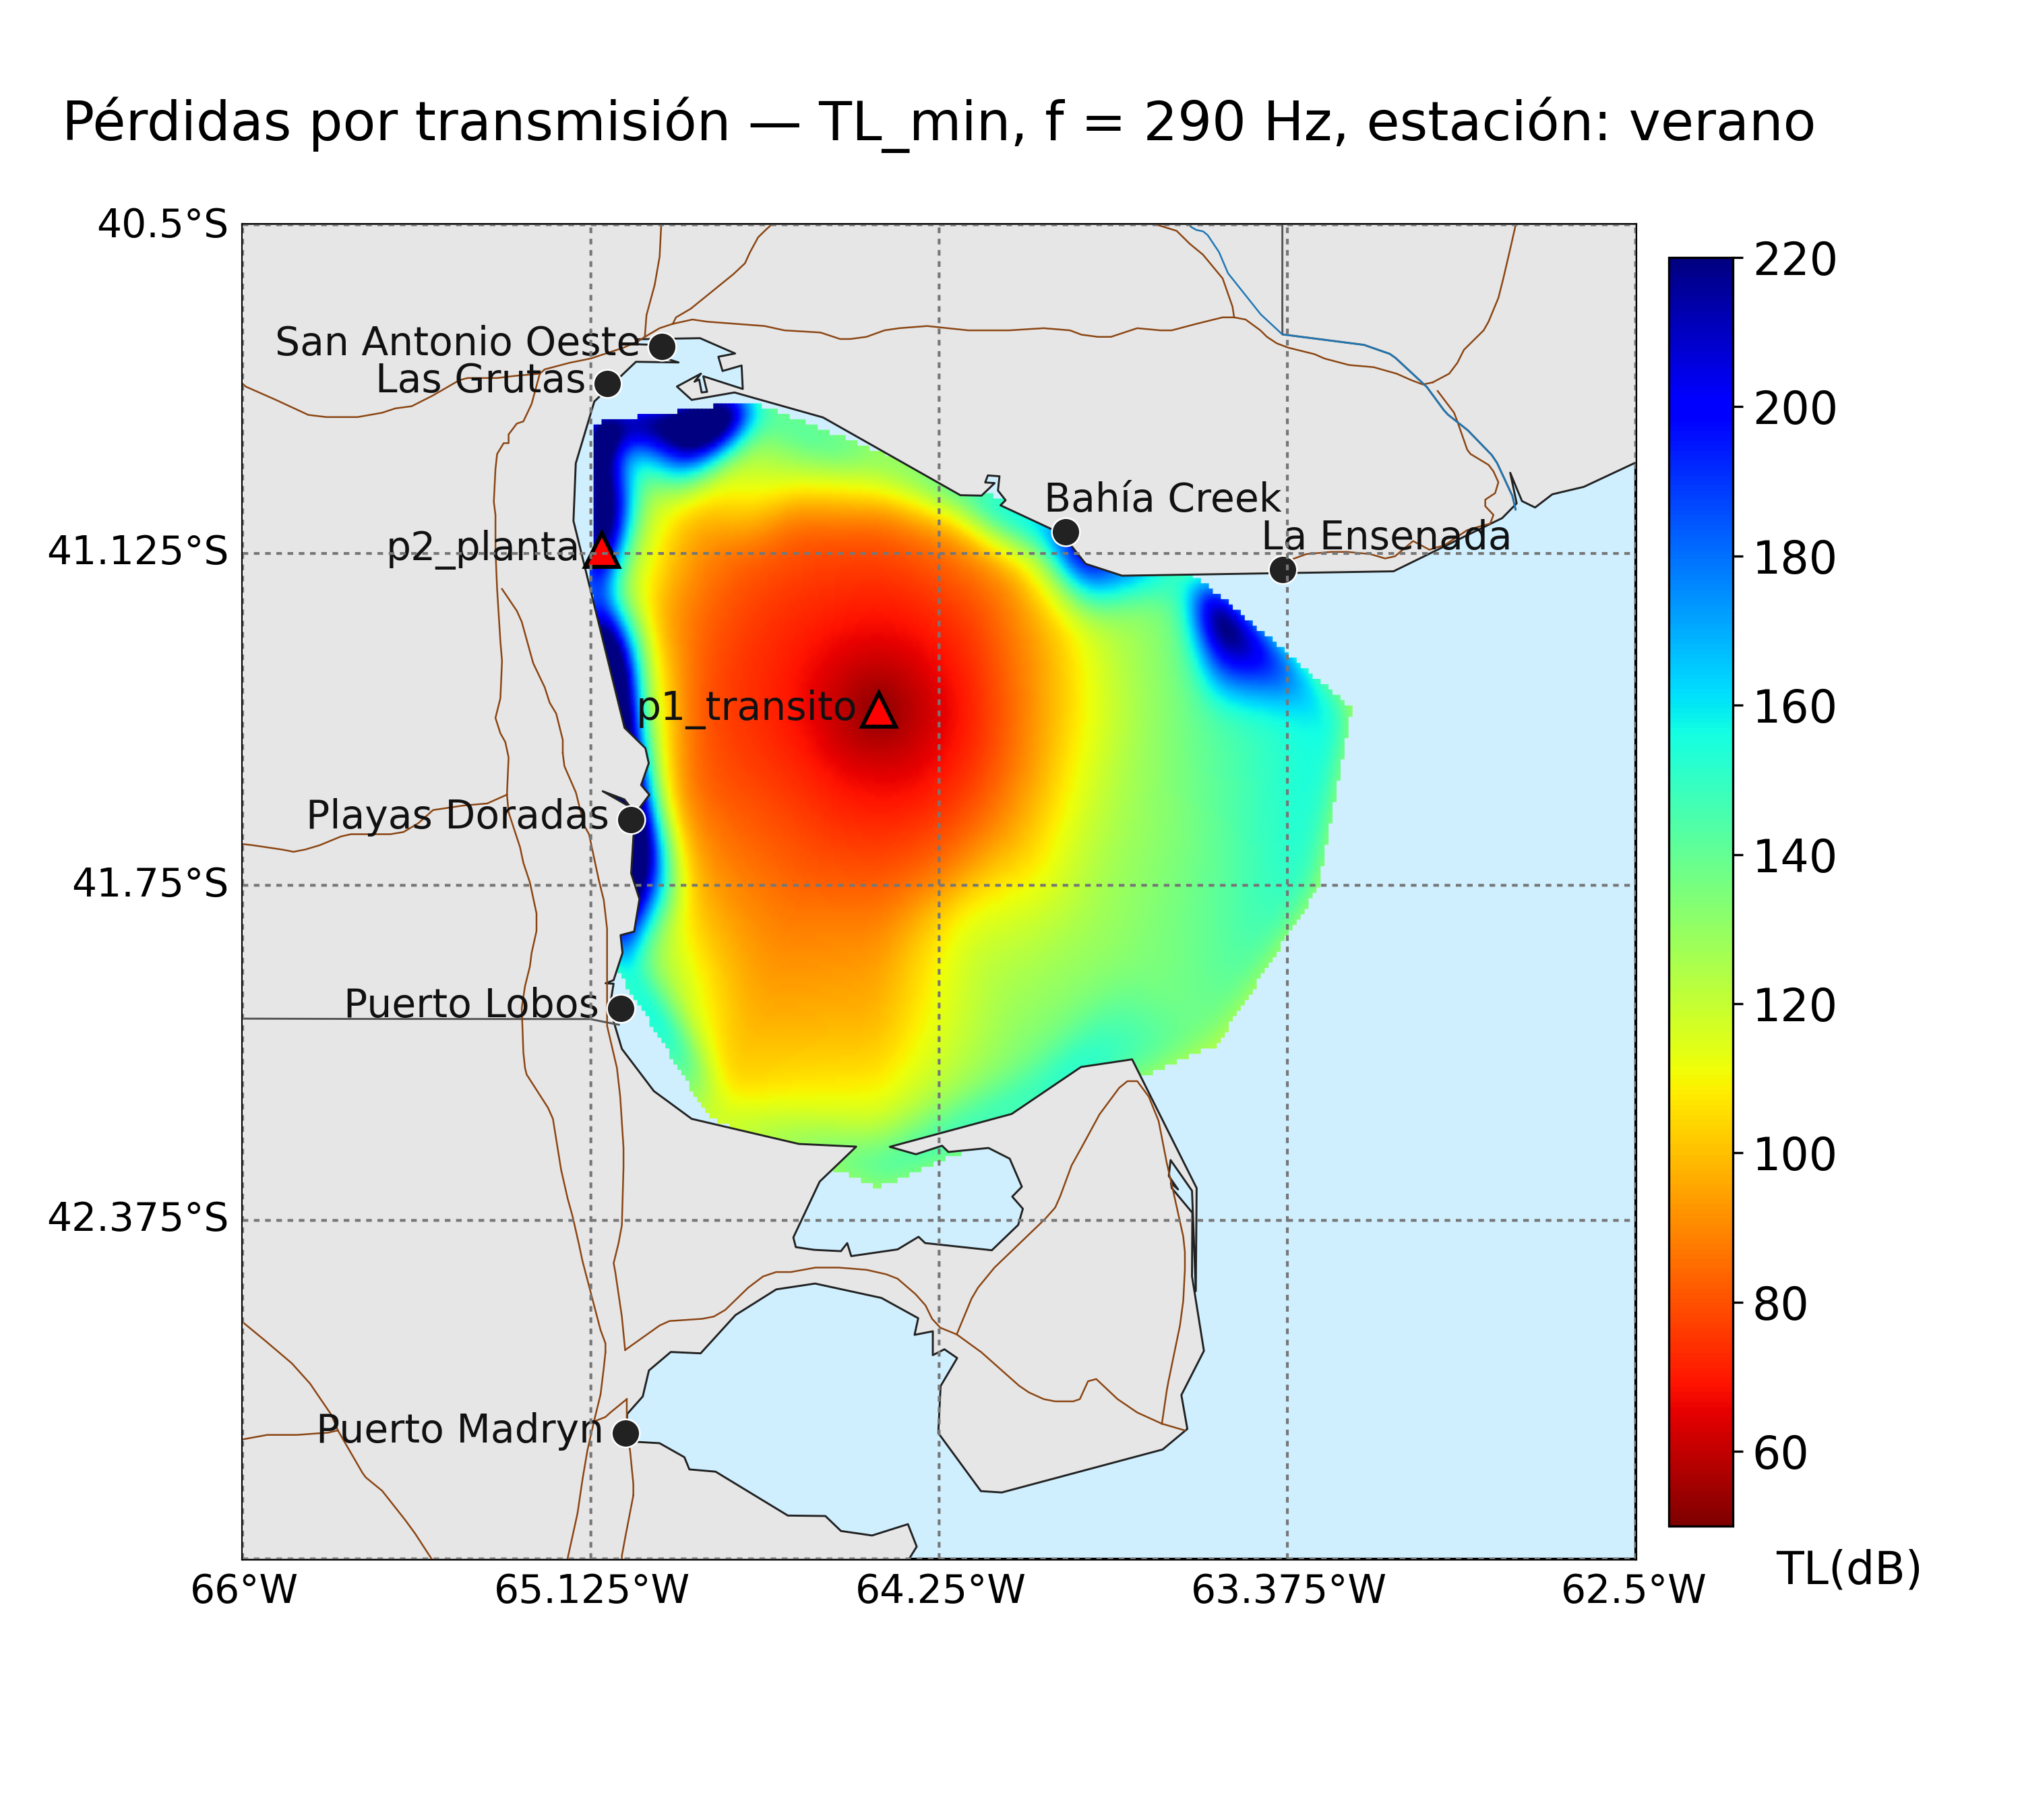 Pérdidas por transmisión — TL_min, f = 290 Hz, estación: verano
40.5°S
220
San Antonio Oeste
Las Grutas
200
Bahía Creek
La Ensenada
p2_planta
41.125°S
180
p1_transito
160
Playas Doradas
140
41.75°S
Puerto Lobos
120
100
42.375°S
80
Puerto Madryn
60
TL(dB)
66°W
65.125°W
64.25°W
63.375°W
62.5°W